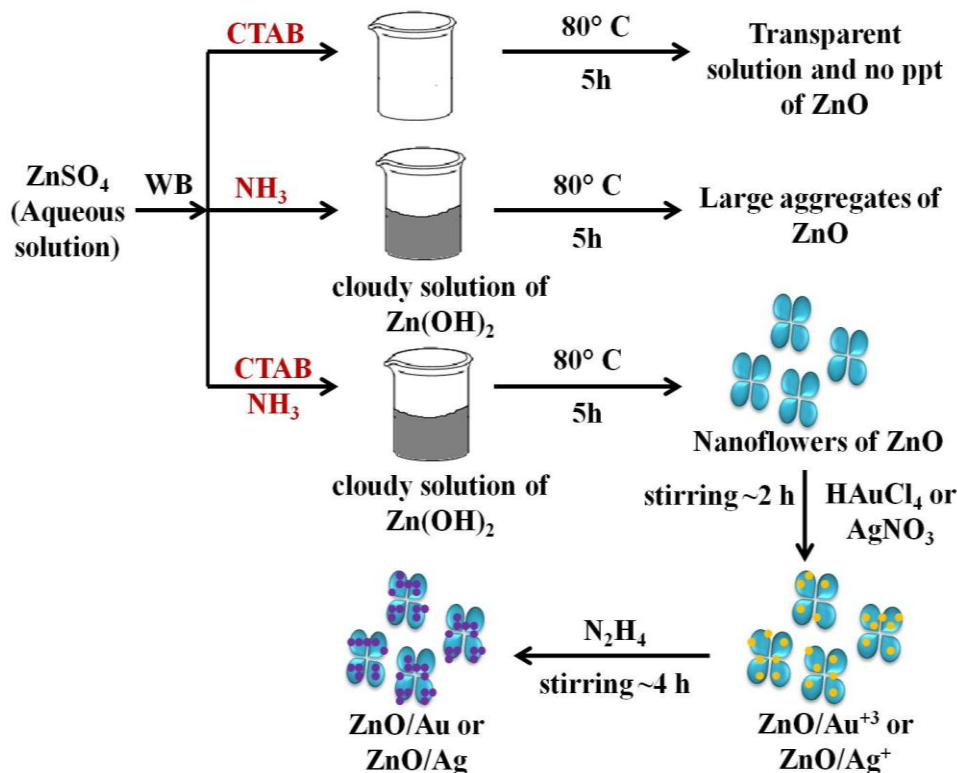 CTAB
80° C
5h
Transparent
solution and no ppt
of ZnO
ZnSO₄
(Aqueous
solution)
WB
NH₃
80° C
5h
Large aggregates of
ZnO
cloudy solution of
Zn(OH)₂
CTAB
NH₃
80° C
5h
Nanoflowers of ZnO
cloudy solution of
Zn(OH)₂
stirring ~2 h
HAuCl₄ or
AgNO₃
N₂H₄
stirring ~4 h
ZnO/Au⁺³ or
ZnO/Ag⁺
ZnO/Au or
ZnO/Ag